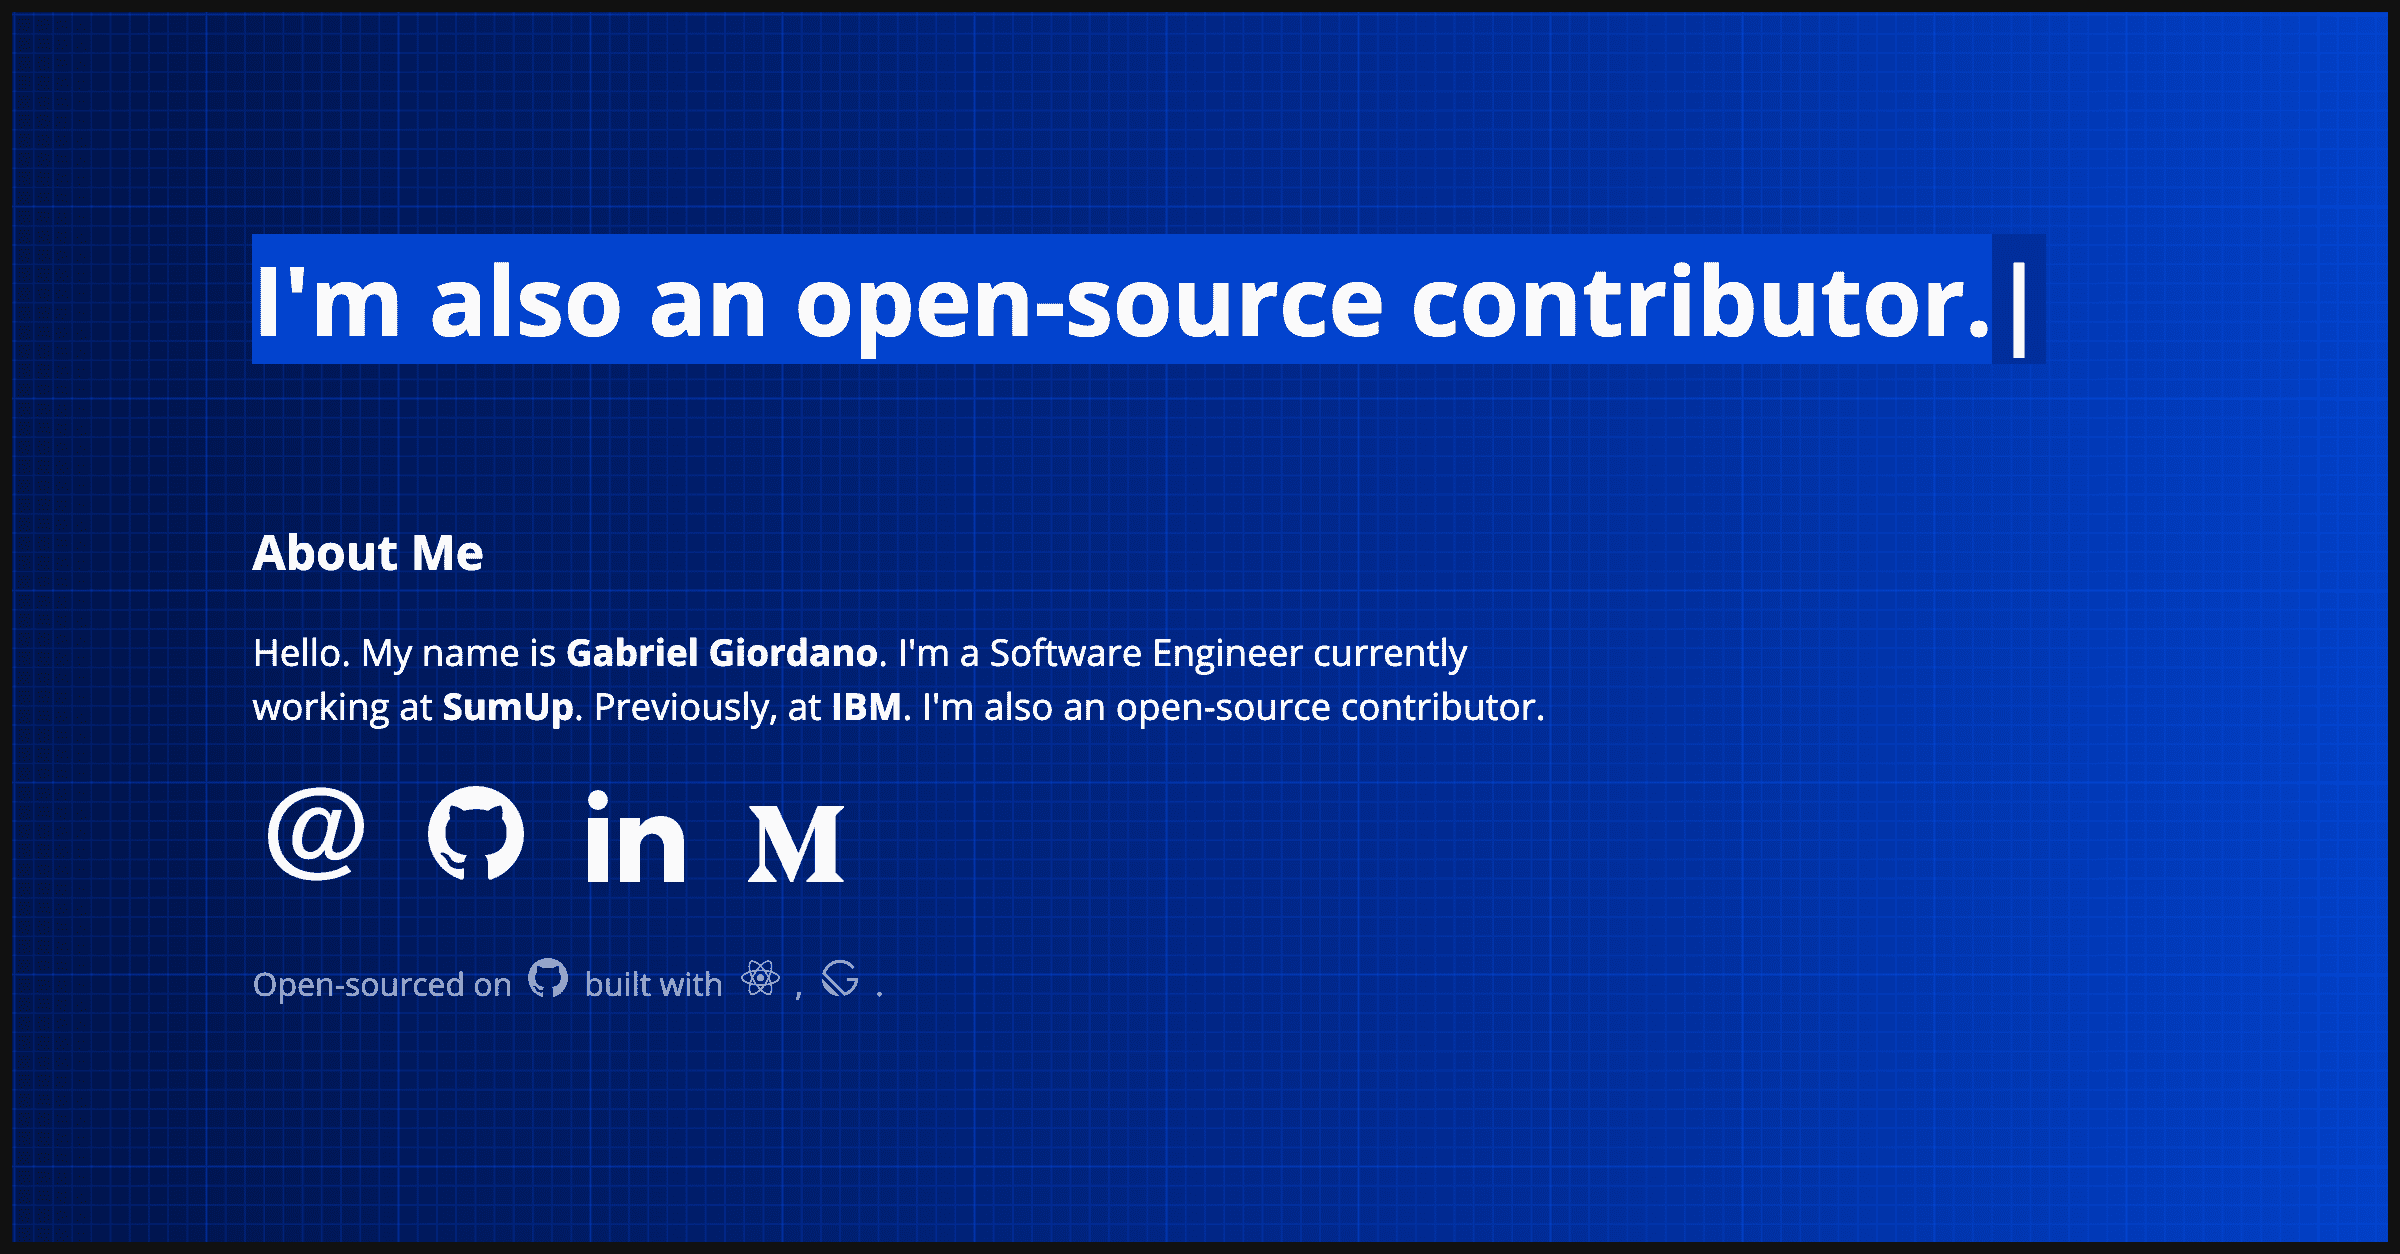 I'm also an open-source contributor.|
About Me
Hello. My name is Gabriel Giordano. I'm a Software Engineer currently
working at SumUp. Previously, at IBM. I'm also an open-source contributor.
@ in M
Open-sourced on built with , .